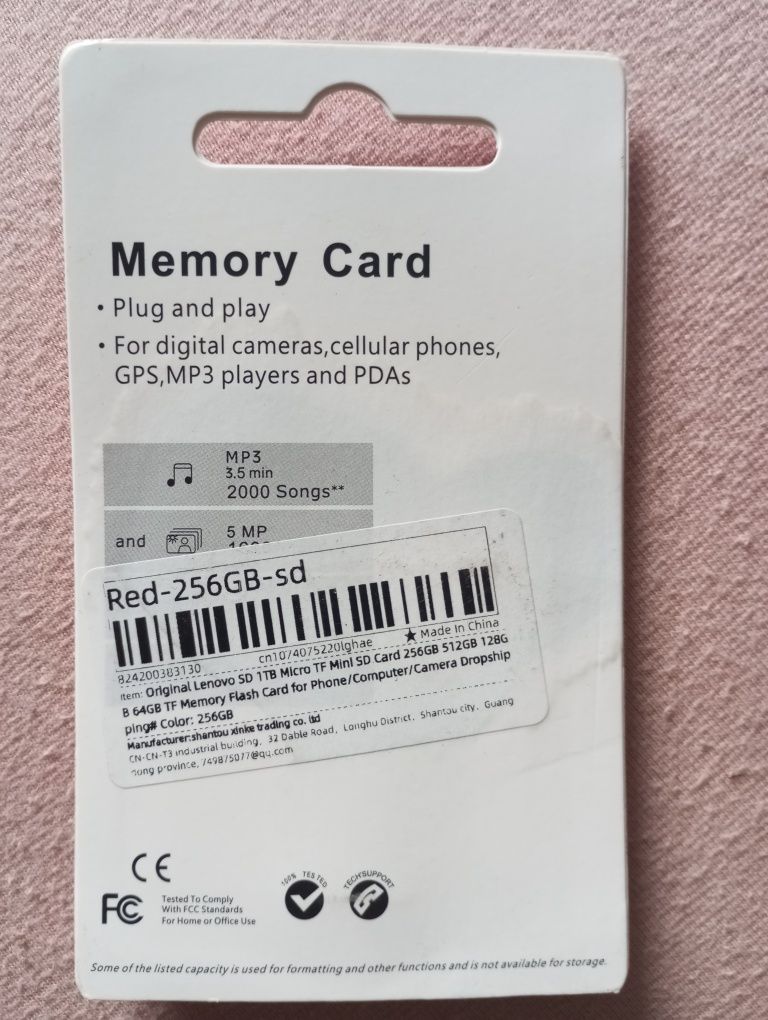 Memory Card
• Plug and play
• For digital cameras,cellular phones,
GPS,MP3 players and PDAs
MP3
3.5 min
2000 Songs**
and
5 MP
Red-256GB-sd
824200383130
cn1074075220lghae
★ Made In China
Item: Original Lenovo SD 1TB Micro TF Mini SD Card 256GB 512GB 128G
B 64GB TF Memory Flash Card for Phone/Computer/Camera Dropship
ping# Color: 256GB
Manufacturer:shantou xinke trading co. ltd
CN-CN-T3 industrial building, 32 Dable Road, Longhu District, Shantou city, Guang
dong province, 749875077@qq.com
CE
FC
Tested To Comply
With FCC Standards
For Home or Office Use
100% TESTED
TECH'SUPPORT
Some of the listed capacity is used for formatting and other functions and is not available for storage.